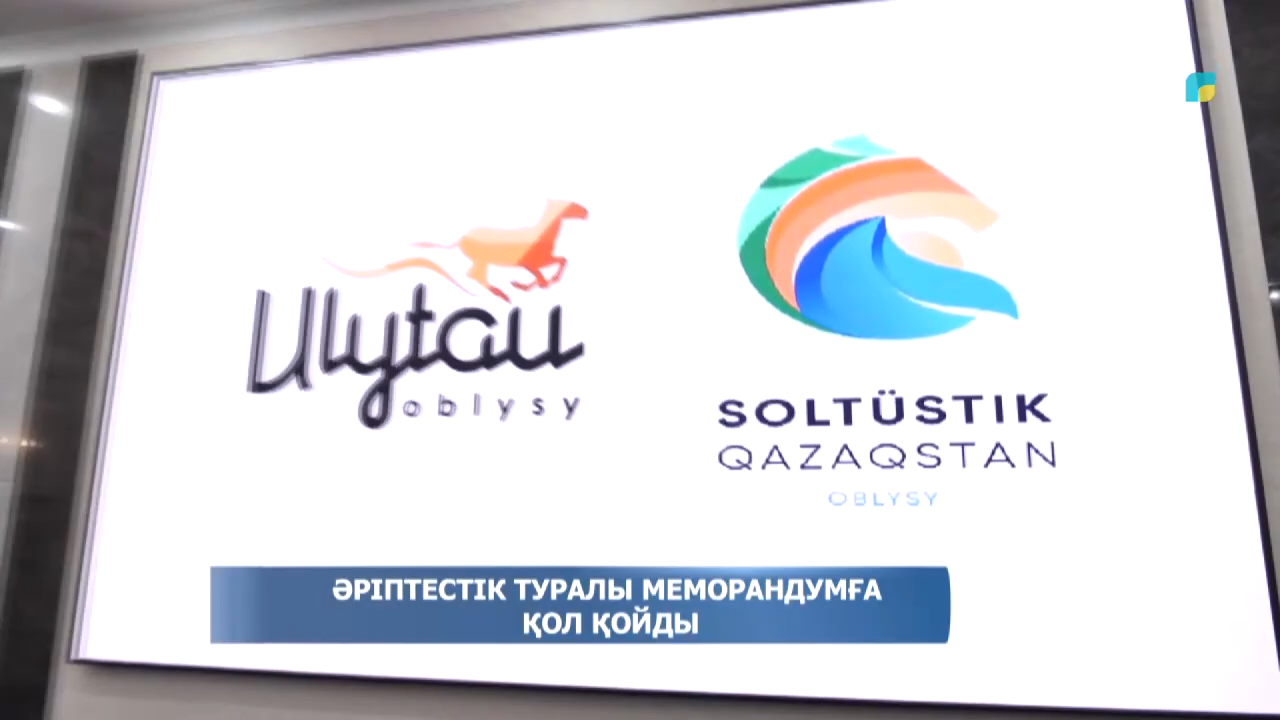 Ulytau
oblysy
SOLTÜSTIK
QAZAQSTAN
OBLYSY
ӘРІПТЕСТІК ТУРАЛЫ МЕМОРАНДУМҒА
ҚОЛ ҚОЙДЫ